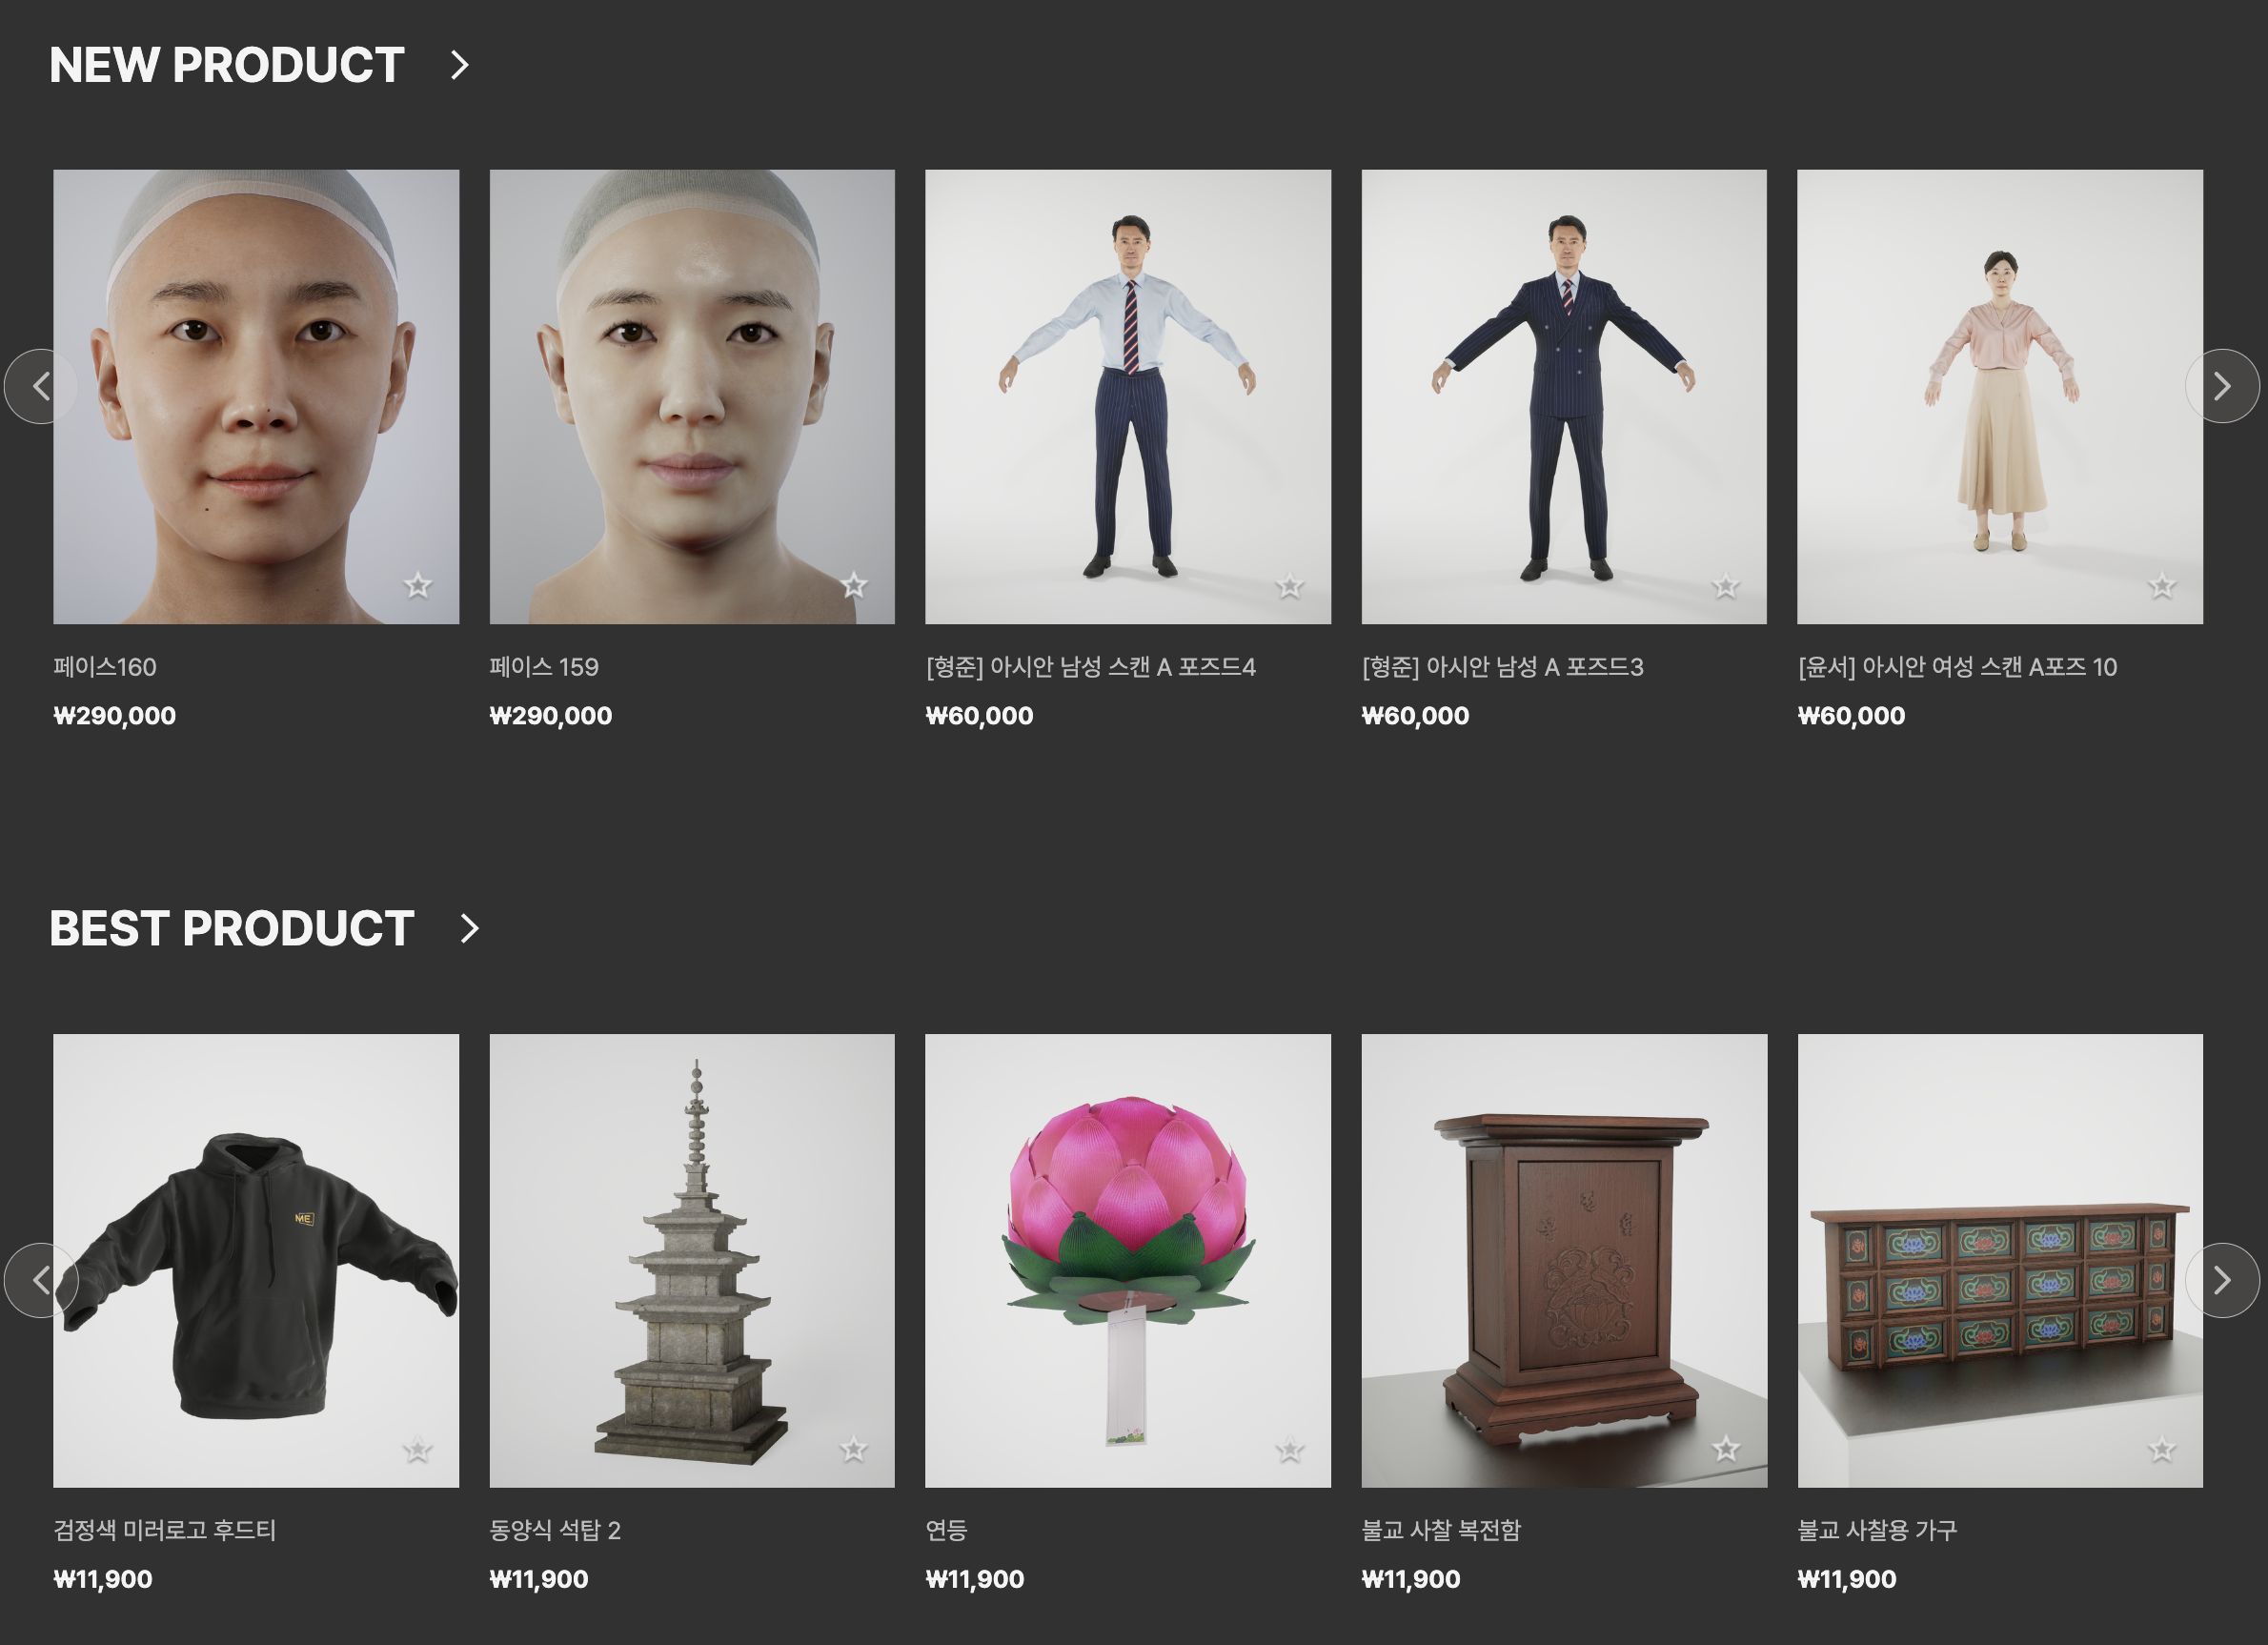 NEW PRODUCT
페이스160
₩290,000
페이스 159
₩290,000
[형준] 아시안 남성 스캔 A 포즈드4
₩60,000
[형준] 아시안 남성 A 포즈드3
₩60,000
[윤서] 아시안 여성 스캔 A포즈 10
₩60,000
BEST PRODUCT
ME
검정색 미러로고 후드티
₩11,900
동양식 석탑 2
₩11,900
연등
₩11,900
불교 사찰 복전함
₩11,900
불교 사찰용 가구
₩11,900